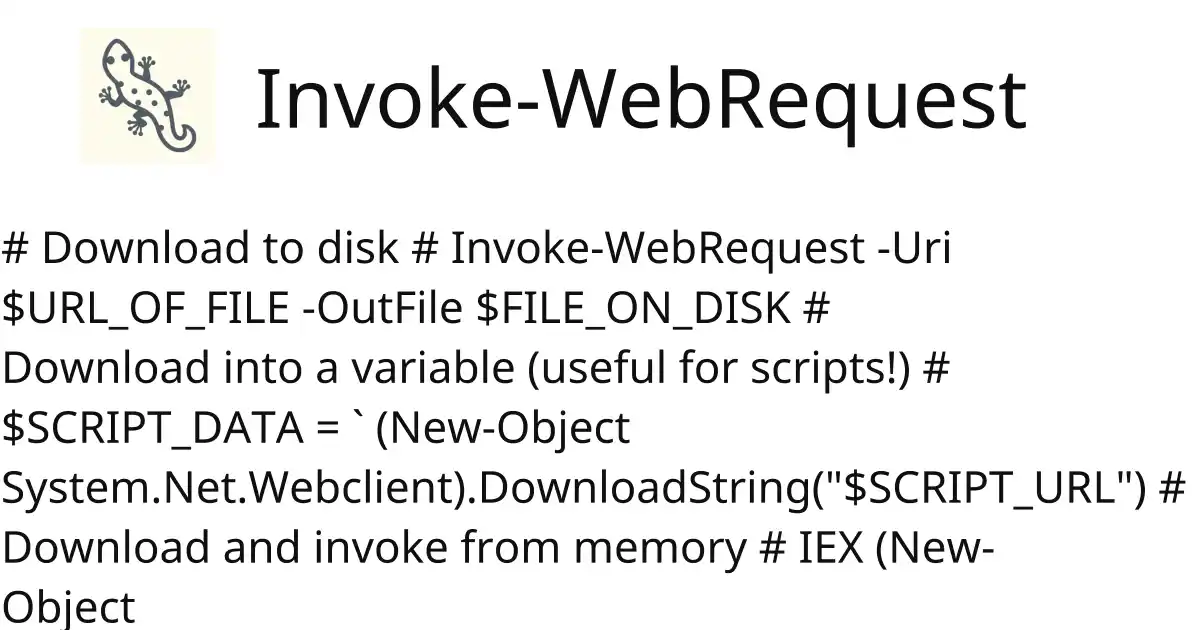 Invoke-WebRequest
# Download to disk # Invoke-WebRequest -Uri
$URL_OF_FILE -OutFile $FILE_ON_DISK #
Download into a variable (useful for scripts!) #
$SCRIPT_DATA = ` (New-Object
System.Net.Webclient).DownloadString("$SCRIPT_URL") #
Download and invoke from memory # IEX (New-
Object